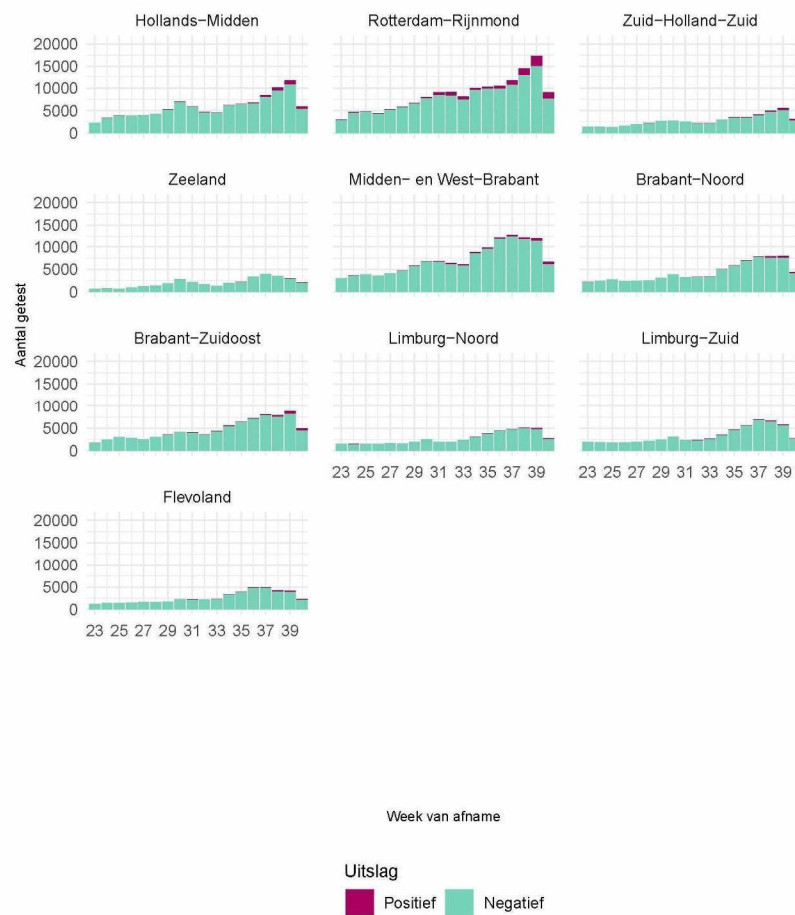 Hollands−Midden Rotterdam−Rijnmond Zuid−Holland−Zuid
20000
15000
10000
5000
0
Zeeland Midden− en West−Brabant Brabant−Noord
20000
15000
10000
5000
0
Aantal getest
Brabant−Zuidoost Limburg−Noord Limburg−Zuid
20000
15000
10000
5000
0
23 25 27 29 31 33 35 37 39 23 25 27 29 31 33 35 37 39
Flevoland
20000
15000
10000
5000
0
23 25 27 29 31 33 35 37 39
Week van afname
Uitslag
Positief Negatief